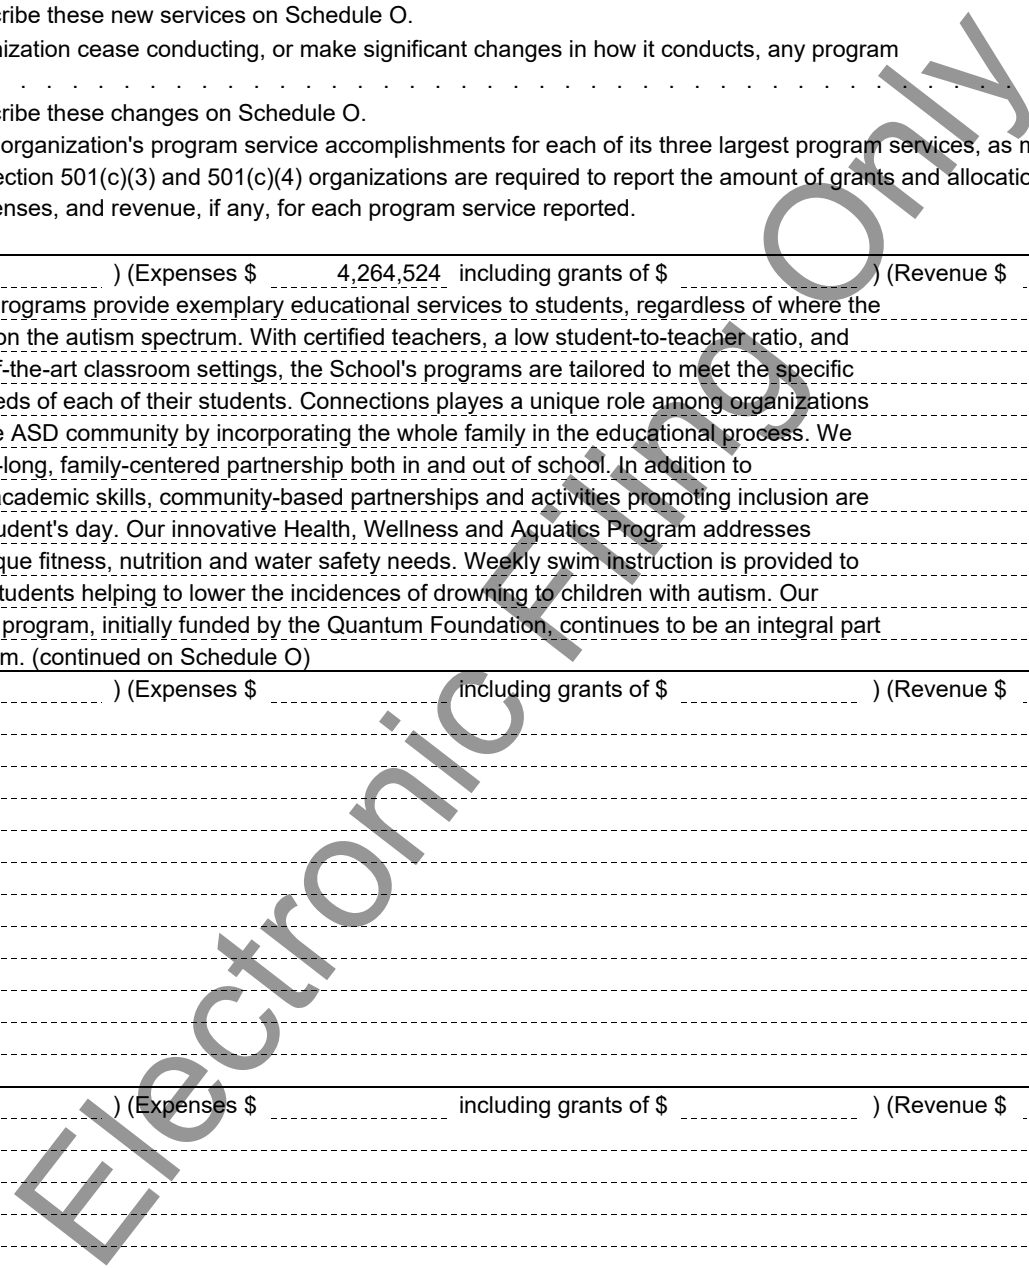 cribe these new services on Schedule O.
nization cease conducting, or make significant changes in how it conducts, any program
. . . . . . . . . . . . . . . . . . . . . . . . . . . . . . . . . . . . . . .
cribe these changes on Schedule O.
organization's program service accomplishments for each of its three largest program services, as m
ection 501(c)(3) and 501(c)(4) organizations are required to report the amount of grants and allocatio
enses, and revenue, if any, for each program service reported.
) (Expenses $ 4,264,524 including grants of $ ) (Revenue $
rograms provide exemplary educational services to students, regardless of where the
on the autism spectrum. With certified teachers, a low student-to-teacher ratio, and
f-the-art classroom settings, the School's programs are tailored to meet the specific
eds of each of their students. Connections playes a unique role among organizations
e ASD community by incorporating the whole family in the educational process. We
-long, family-centered partnership both in and out of school. In addition to
academic skills, community-based partnerships and activities promoting inclusion are
udent's day. Our innovative Health, Wellness and Aquatics Program addresses
que fitness, nutrition and water safety needs. Weekly swim instruction is provided to
students helping to lower the incidences of drowning to children with autism. Our
program, initially funded by the Quantum Foundation, continues to be an integral part
m. (continued on Schedule O)
) (Expenses $ including grants of $ ) (Revenue $
) (Expenses $ including grants of $ ) (Revenue $
Electronic Filing Only